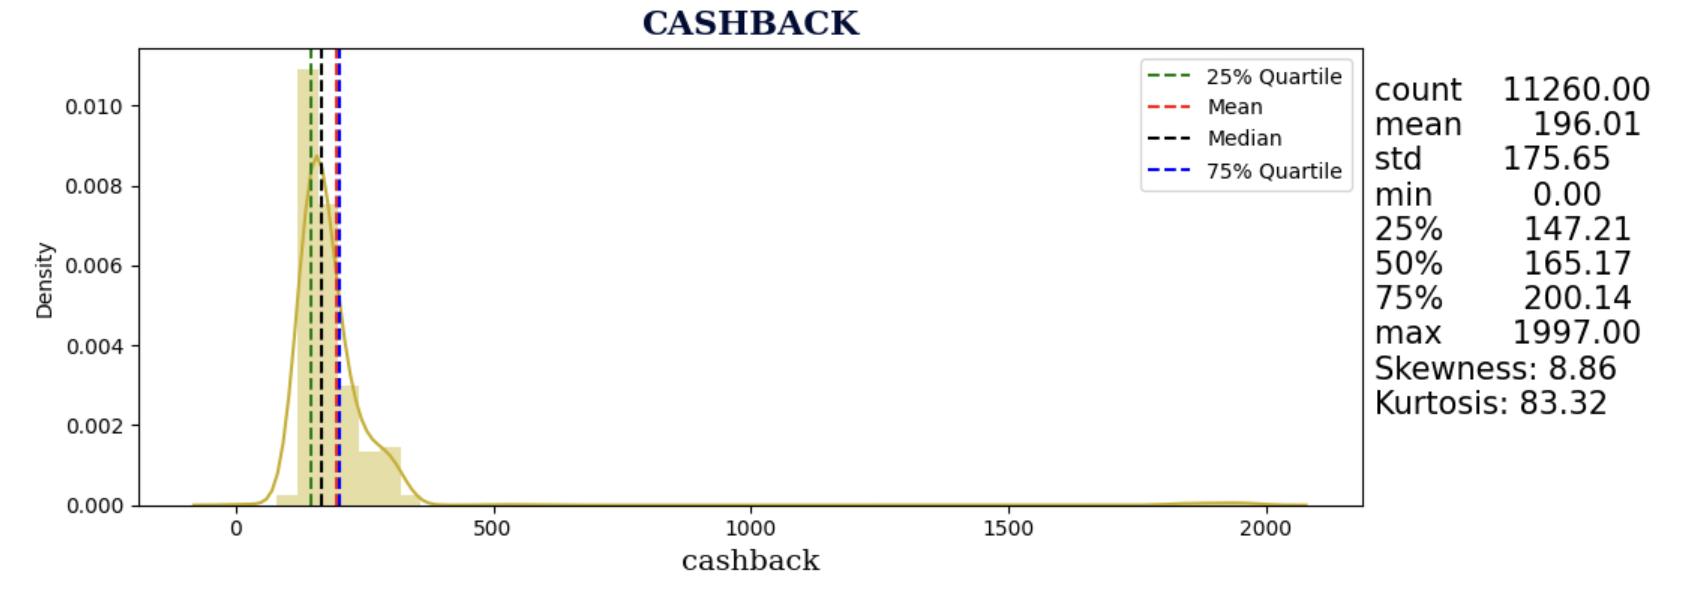 CASHBACK
25% Quartile
Mean
Median
75% Quartile
count 11260.00
mean 196.01
std 175.65
min 0.00
25% 147.21
50% 165.17
75% 200.14
max 1997.00
Skewness: 8.86
Kurtosis: 83.32
Density
0.010
0.008
0.006
0.004
0.002
0.000
0 500 1000 1500 2000
cashback